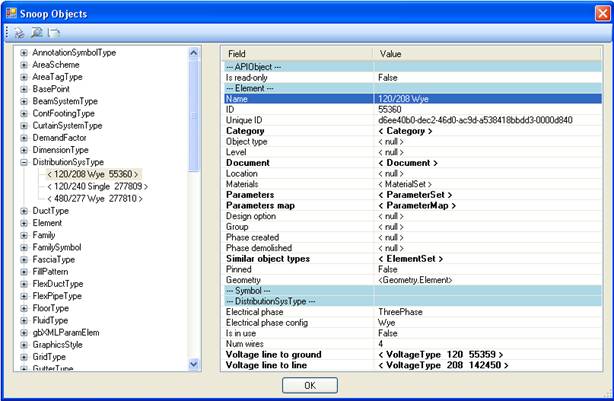 Snoop Objects
AnnotationSymbolType
AreaScheme
AreaTagType
BasePoint
BeamSystemType
ContFootingType
CurtainSystemType
DemandFactor
DimensionType
DistributionSysType
< 120/208 Wye 55360 >
< 120/240 Single 277809 >
< 480/277 Wye 277810 >
DuctType
Element
Family
FamilySymbol
FasciaType
FillPattern
FlexDuctType
FlexPipeType
FloorType
FluidType
gbXMLParamElem
GraphicsStyle
GridType
GutterType
Field Value
--- APIObject ---
Is read-only False
--- Element ---
Name 120/208 Wye
ID 55360
Unique ID d6ee40b0-dec2-46d0-ac9d-a538418bbdd3-0000d840
Category < Category >
Object type < null >
Level < null >
Document < Document >
Location < null >
Materials < MaterialSet >
Parameters < ParameterSet >
Parameters map < ParameterMap >
Design option < null >
Group < null >
Phase created < null >
Phase demolished < null >
Similar object types < ElementSet >
Pinned False
Geometry <Geometry.Element>
--- Symbol ---
--- DistributionSysType ---
Electrical phase ThreePhase
Electrical phase config Wye
Is in use False
Num wires 4
Voltage line to ground < VoltageType 120 55359 >
Voltage line to line < VoltageType 208 142450 >
OK